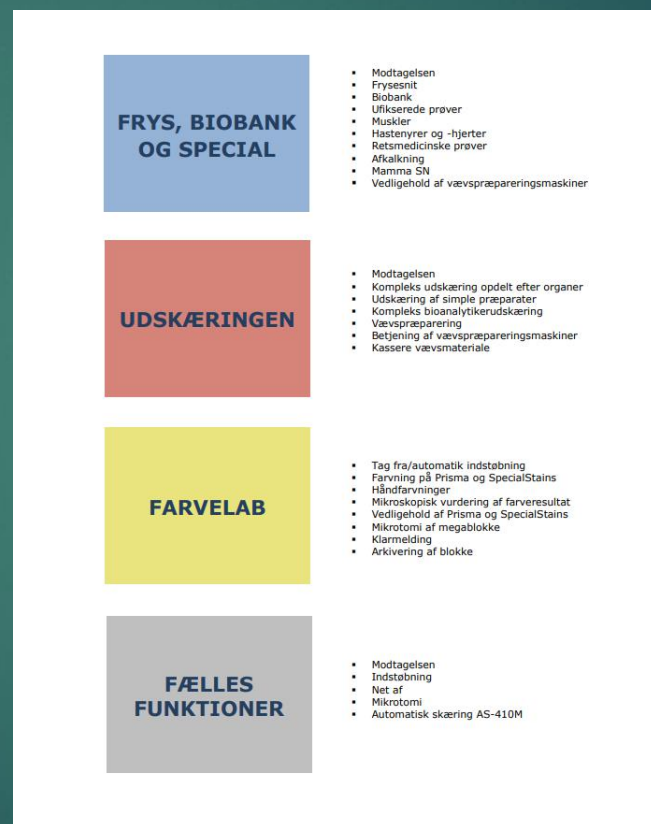 FRYS, BIOBANK
OG SPECIAL
▪ Modtagelsen
▪ Frysesnit
▪ Biobank
▪ Ufikserede prøver
▪ Muskler
▪ Hastenyrer og -hjerter
▪ Retsmedicinske prøver
▪ Afkalkning
▪ Mamma SN
▪ Vedligehold af vævspræpareringsmaskiner
UDSKÆRINGEN
▪ Modtagelsen
▪ Kompleks udskæring opdelt efter organer
▪ Udskæring af simple præparater
▪ Kompleks bioanalytikerudskæring
▪ Vævspræparering
▪ Betjening af vævspræpareringsmaskiner
▪ Kassere vævsmateriale
FARVELAB
▪ Tag fra/automatik indstøbning
▪ Farvning på Prisma og SpecialStains
▪ Håndfarvninger
▪ Mikroskopisk vurdering af farveresultat
▪ Vedligehold af Prisma og SpecialStains
▪ Mikrotomi af megablokke
▪ Klarmelding
▪ Arkivering af blokke
FÆLLES
FUNKTIONER
▪ Modtagelsen
▪ Indstøbning
▪ Net af
▪ Mikrotomi
▪ Automatisk skæring AS-410M